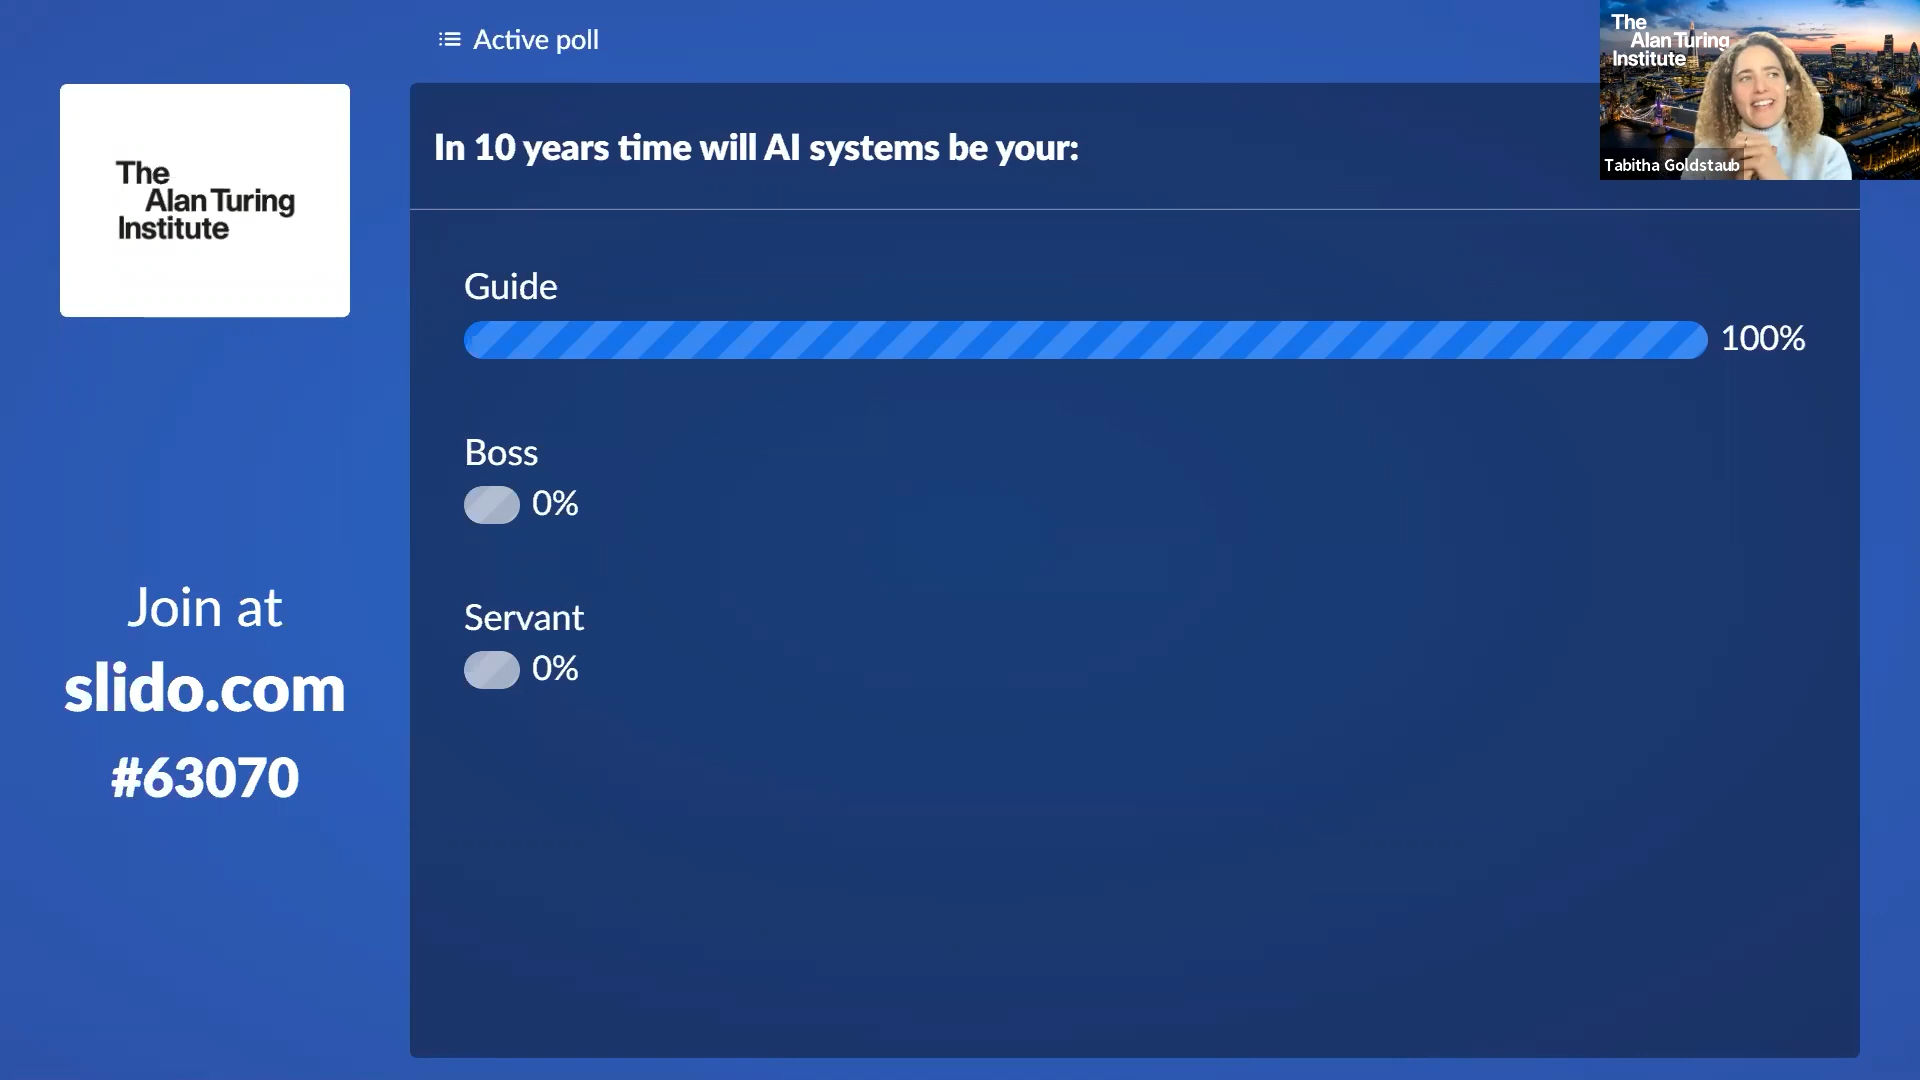 Active poll
The
Alan Turing
Institute
The
Alan Turing
Institute
Tabitha Goldstaub
In 10 years time will AI systems be your:
Guide
100%
Boss
0%
Servant
0%
Join at
slido.com
#63070